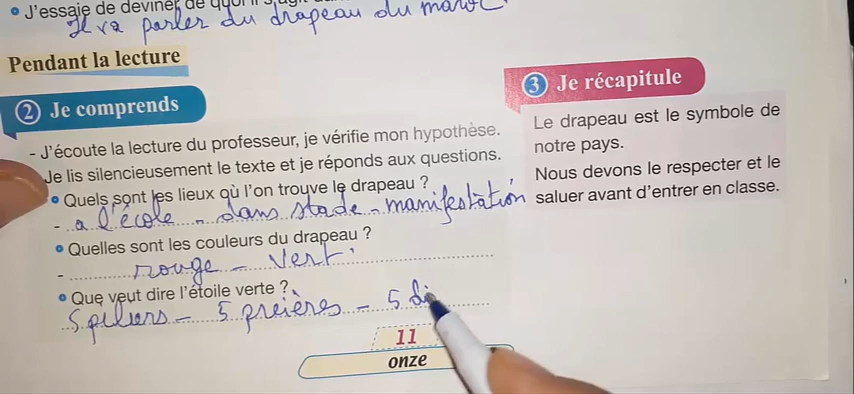 J'essaie de deviner de quoi il s'agit
Il va parler du drapeau du maroc
Pendant la lecture
2 Je comprends
- J'écoute la lecture du professeur, je vérifie mon hypothèse.
Je lis silencieusement le texte et je réponds aux questions.
Quels sont les lieux où l'on trouve le drapeau ?
- a l'école - dans stade - manifestation
Quelles sont les couleurs du drapeau ?
- rouge - vert
Que veut dire l'étoile verte ?
5 piliers - 5 preières - 5 di
3 Je récapitule
Le drapeau est le symbole de
notre pays.
Nous devons le respecter et le
saluer avant d'entrer en classe.
11
onze